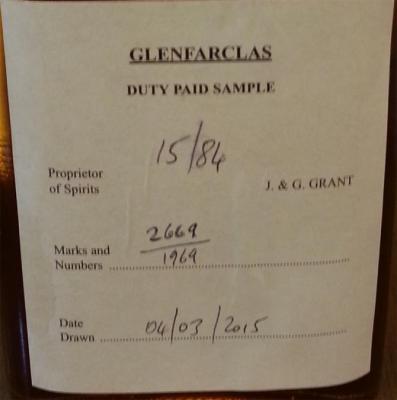 GLENFARCLAS
DUTY PAID SAMPLE
15/84
Proprietor
of Spirits
J. & G. GRANT
2669
Marks and
Numbers 1969
Date
Drawn 04/03/2015